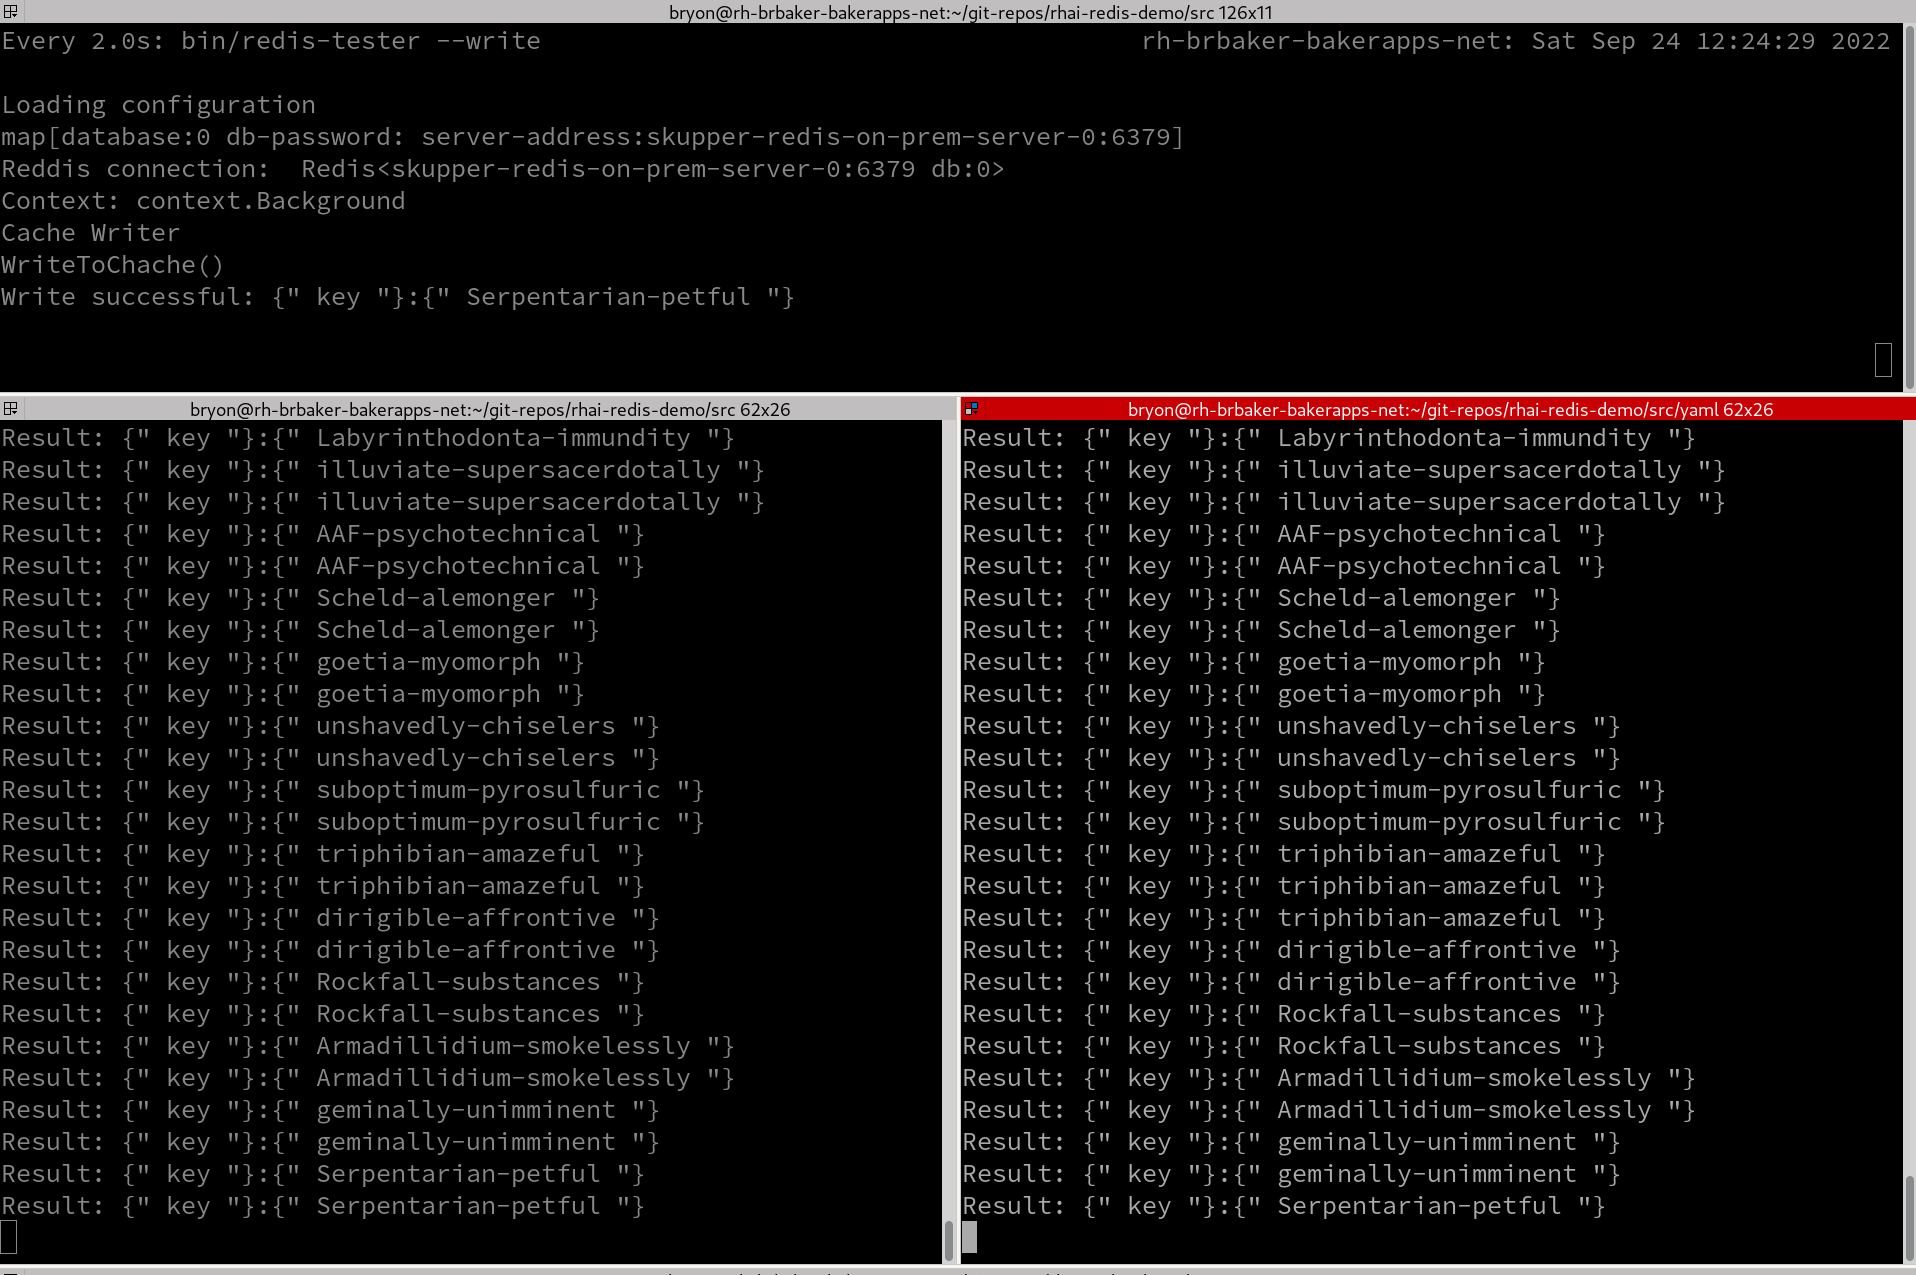 bryon@rh-brbaker-bakerapps-net:~/git-repos/rhai-redis-demo/src 126x11
Every 2.0s: bin/redis-tester --write rh-brbaker-bakerapps-net: Sat Sep 24 12:24:29 2022
Loading configuration
map[database:0 db-password: server-address:skupper-redis-on-prem-server-0:6379]
Reddis connection:  Redis<skupper-redis-on-prem-server-0:6379 db:0>
Context: context.Background
Cache Writer
WriteToChache()
Write successful: {" key "}:{" Serpentarian-petful "}
bryon@rh-brbaker-bakerapps-net:~/git-repos/rhai-redis-demo/src 62x26
Result: {" key "}:{" Labyrinthodonta-immundity "}
Result: {" key "}:{" illuviate-supersacerdotally "}
Result: {" key "}:{" illuviate-supersacerdotally "}
Result: {" key "}:{" AAF-psychotechnical "}
Result: {" key "}:{" AAF-psychotechnical "}
Result: {" key "}:{" Scheld-alemonger "}
Result: {" key "}:{" Scheld-alemonger "}
Result: {" key "}:{" goetia-myomorph "}
Result: {" key "}:{" goetia-myomorph "}
Result: {" key "}:{" unshavedly-chiselers "}
Result: {" key "}:{" unshavedly-chiselers "}
Result: {" key "}:{" suboptimum-pyrosulfuric "}
Result: {" key "}:{" suboptimum-pyrosulfuric "}
Result: {" key "}:{" triphibian-amazeful "}
Result: {" key "}:{" triphibian-amazeful "}
Result: {" key "}:{" dirigible-affrontive "}
Result: {" key "}:{" dirigible-affrontive "}
Result: {" key "}:{" Rockfall-substances "}
Result: {" key "}:{" Rockfall-substances "}
Result: {" key "}:{" Armadillidium-smokelessly "}
Result: {" key "}:{" Armadillidium-smokelessly "}
Result: {" key "}:{" geminally-unimminent "}
Result: {" key "}:{" geminally-unimminent "}
Result: {" key "}:{" Serpentarian-petful "}
Result: {" key "}:{" Serpentarian-petful "}
bryon@rh-brbaker-bakerapps-net:~/git-repos/rhai-redis-demo/src/yaml 62x26
Result: {" key "}:{" Labyrinthodonta-immundity "}
Result: {" key "}:{" illuviate-supersacerdotally "}
Result: {" key "}:{" illuviate-supersacerdotally "}
Result: {" key "}:{" AAF-psychotechnical "}
Result: {" key "}:{" AAF-psychotechnical "}
Result: {" key "}:{" Scheld-alemonger "}
Result: {" key "}:{" Scheld-alemonger "}
Result: {" key "}:{" goetia-myomorph "}
Result: {" key "}:{" goetia-myomorph "}
Result: {" key "}:{" unshavedly-chiselers "}
Result: {" key "}:{" unshavedly-chiselers "}
Result: {" key "}:{" suboptimum-pyrosulfuric "}
Result: {" key "}:{" suboptimum-pyrosulfuric "}
Result: {" key "}:{" triphibian-amazeful "}
Result: {" key "}:{" triphibian-amazeful "}
Result: {" key "}:{" triphibian-amazeful "}
Result: {" key "}:{" dirigible-affrontive "}
Result: {" key "}:{" dirigible-affrontive "}
Result: {" key "}:{" Rockfall-substances "}
Result: {" key "}:{" Rockfall-substances "}
Result: {" key "}:{" Armadillidium-smokelessly "}
Result: {" key "}:{" Armadillidium-smokelessly "}
Result: {" key "}:{" geminally-unimminent "}
Result: {" key "}:{" geminally-unimminent "}
Result: {" key "}:{" Serpentarian-petful "}